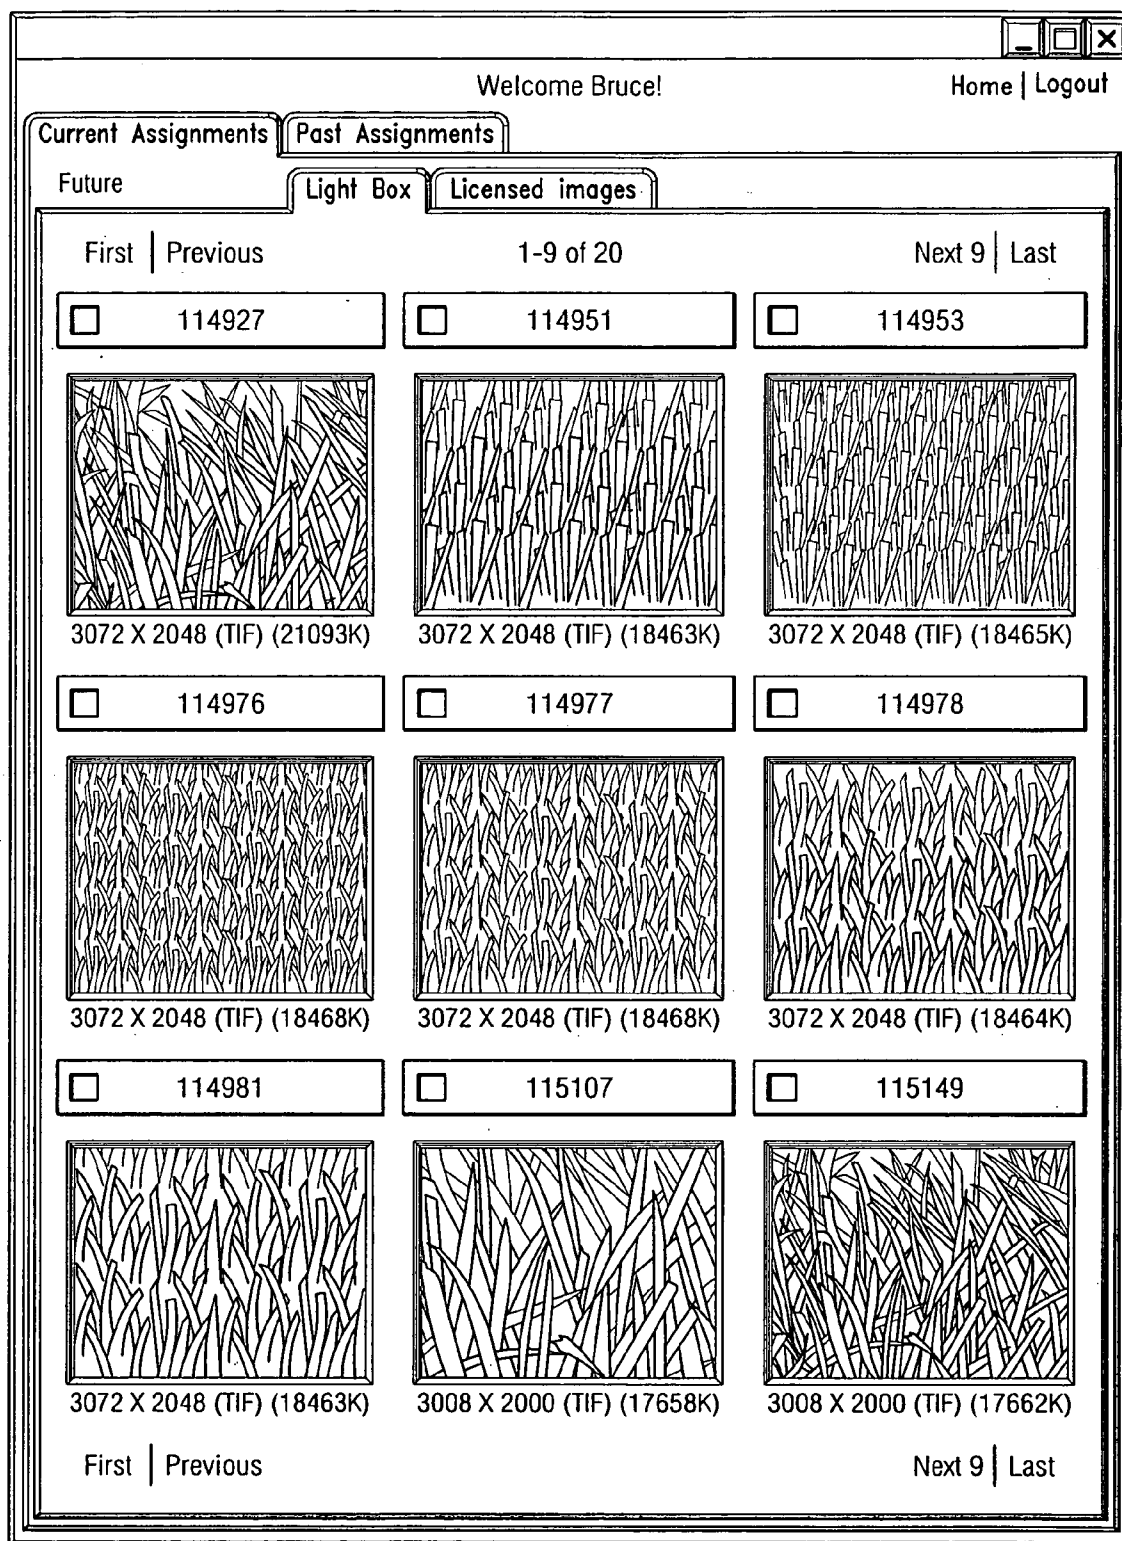 Welcome Bruce!
Home | Logout
Current Assignments
Past Assignments
Future
Light Box
Licensed images
First | Previous
1-9 of 20
Next 9 | Last
114927
114951
114953
3072 X 2048 (TIF) (21093K)
3072 X 2048 (TIF) (18463K)
3072 X 2048 (TIF) (18465K)
114976
114977
114978
3072 X 2048 (TIF) (18468K)
3072 X 2048 (TIF) (18468K)
3072 X 2048 (TIF) (18464K)
114981
115107
115149
3072 X 2048 (TIF) (18463K)
3008 X 2000 (TIF) (17658K)
3008 X 2000 (TIF) (17662K)
First | Previous
Next 9 | Last